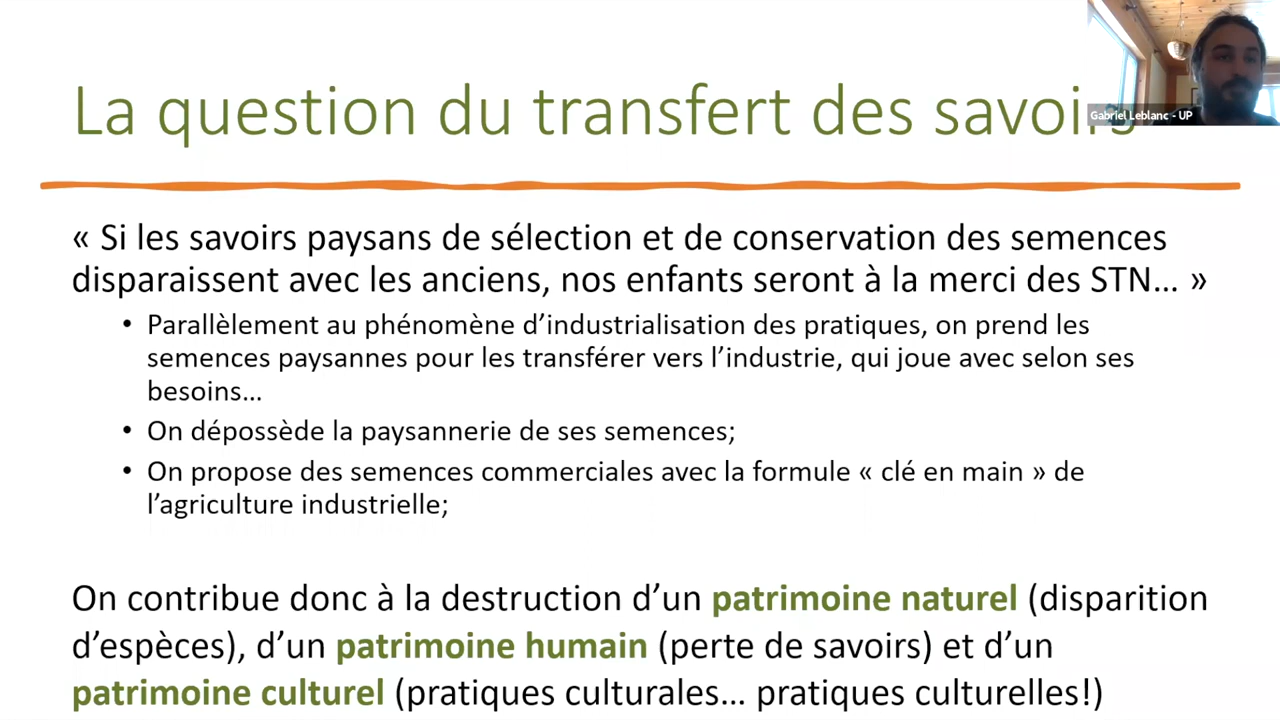 La question du transfert des savoirs
Gabriel Leblanc - UP
« Si les savoirs paysans de sélection et de conservation des semences
disparaissent avec les anciens, nos enfants seront à la merci des STN… »
• Parallèlement au phénomène d’industrialisation des pratiques, on prend les
semences paysannes pour les transférer vers l’industrie, qui joue avec selon ses
besoins…
• On dépossède la paysannerie de ses semences;
• On propose des semences commerciales avec la formule « clé en main » de
l’agriculture industrielle;
On contribue donc à la destruction d’un patrimoine naturel (disparition
d’espèces), d’un patrimoine humain (perte de savoirs) et d’un
patrimoine culturel (pratiques culturales… pratiques culturelles!)